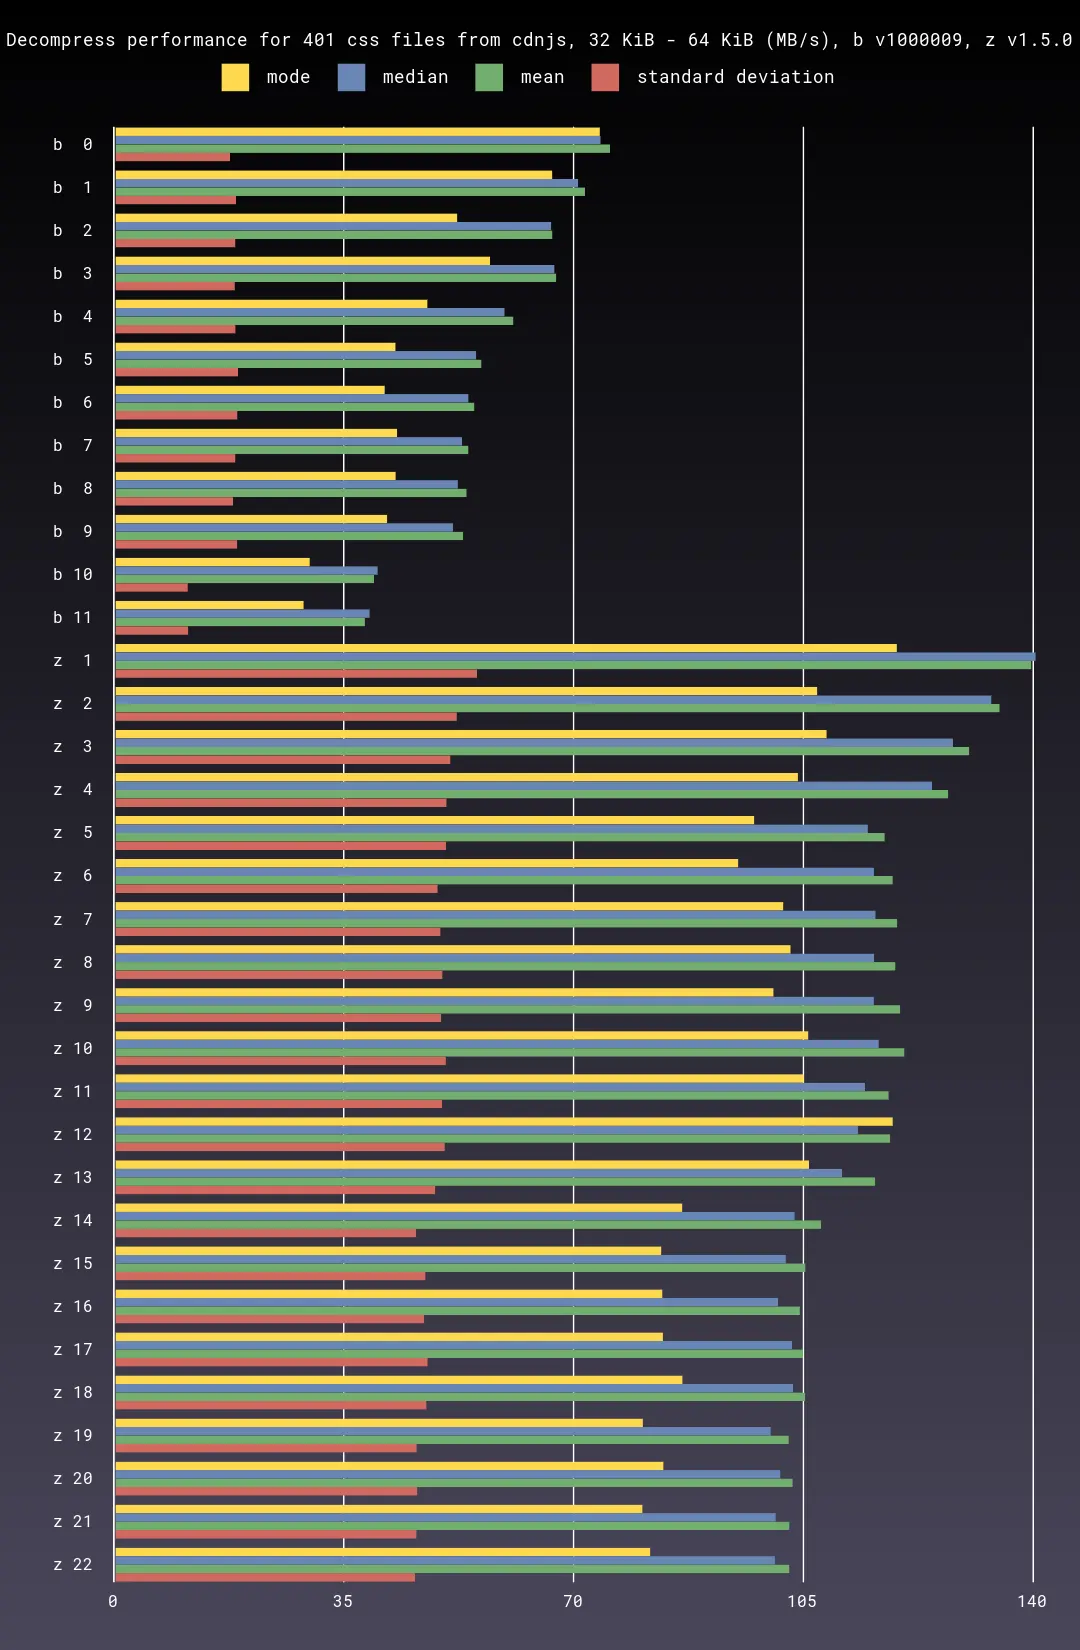 Decompress performance for 401 css files from cdnjs, 32 KiB - 64 KiB (MB/s), b v1000009, z v1.5.0
mode median mean standard deviation
b 0
b 1
b 2
b 3
b 4
b 5
b 6
b 7
b 8
b 9
b 10
b 11
z 1
z 2
z 3
z 4
z 5
z 6
z 7
z 8
z 9
z 10
z 11
z 12
z 13
z 14
z 15
z 16
z 17
z 18
z 19
z 20
z 21
z 22
0 35 70 105 140